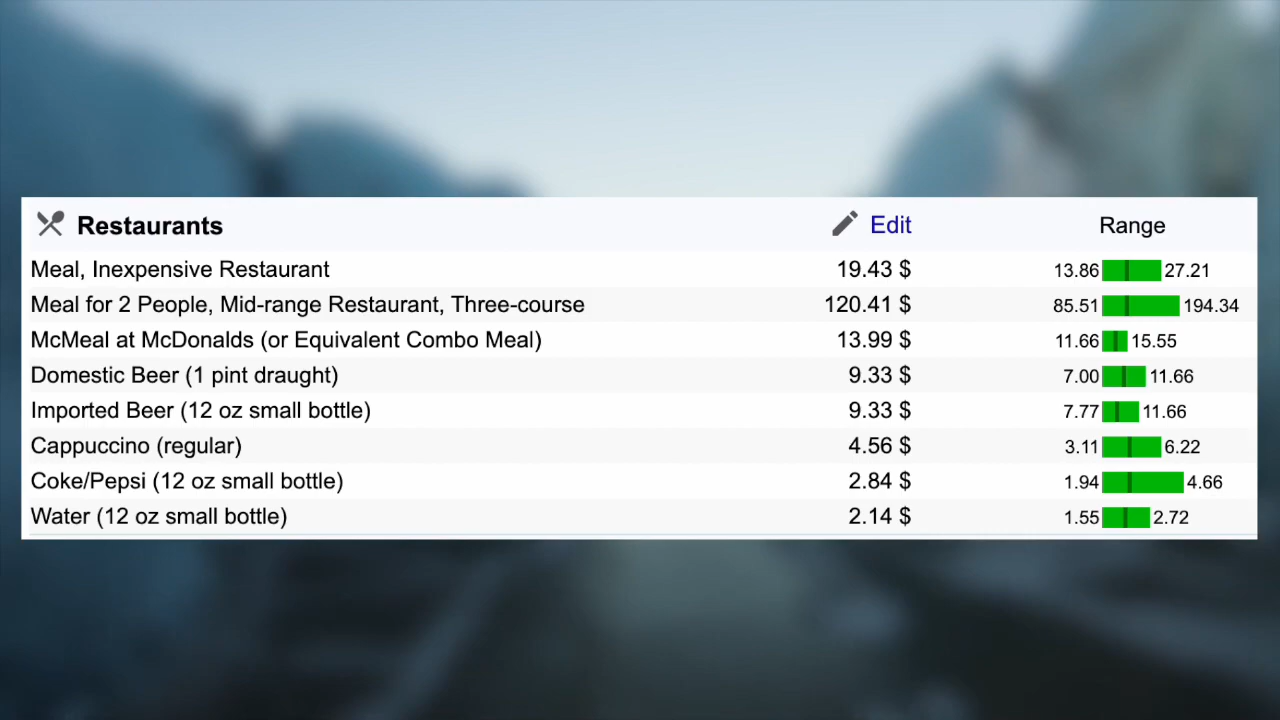 Restaurants Edit Range
Meal, Inexpensive Restaurant 19.43 $ 13.86 27.21
Meal for 2 People, Mid-range Restaurant, Three-course 120.41 $ 85.51 194.34
McMeal at McDonalds (or Equivalent Combo Meal) 13.99 $ 11.66 15.55
Domestic Beer (1 pint draught) 9.33 $ 7.00 11.66
Imported Beer (12 oz small bottle) 9.33 $ 7.77 11.66
Cappuccino (regular) 4.56 $ 3.11 6.22
Coke/Pepsi (12 oz small bottle) 2.84 $ 1.94 4.66
Water (12 oz small bottle) 2.14 $ 1.55 2.72